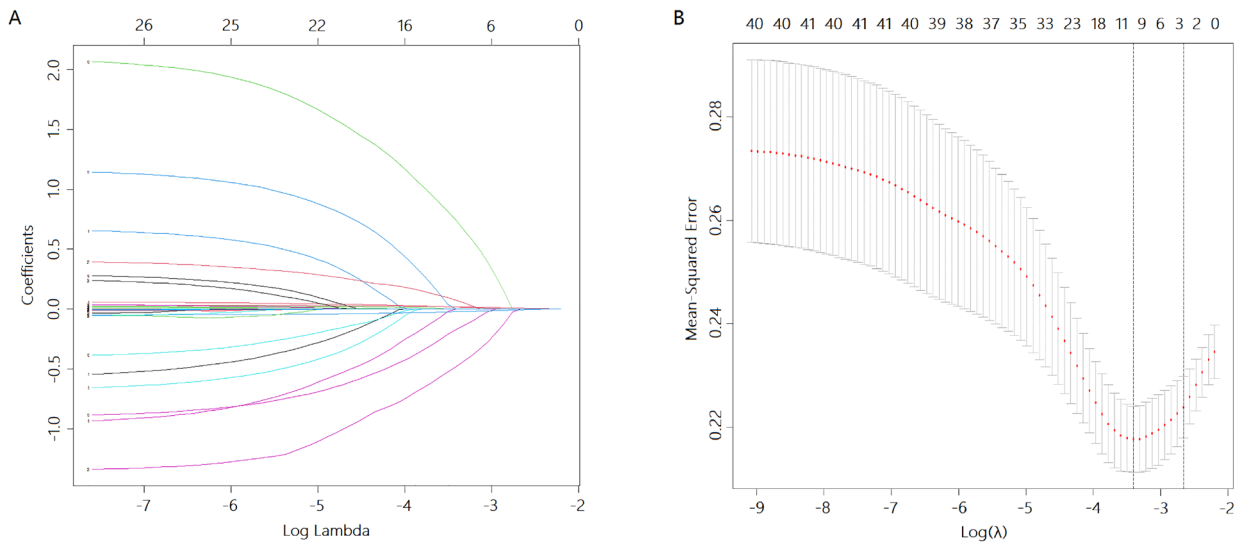 A
26 25 22 16 6 0
2.0
1.5
1.0
0.5
0.0
-0.5
-1.0
Coefficients
-7 -6 -5 -4 -3 -2
Log Lambda
B
40 40 41 40 41 41 40 39 38 37 35 33 23 18 11 9 6 3 2 0
0.28
0.26
0.24
0.22
Mean-Squared Error
-9 -8 -7 -6 -5 -4 -3 -2
Log(λ)